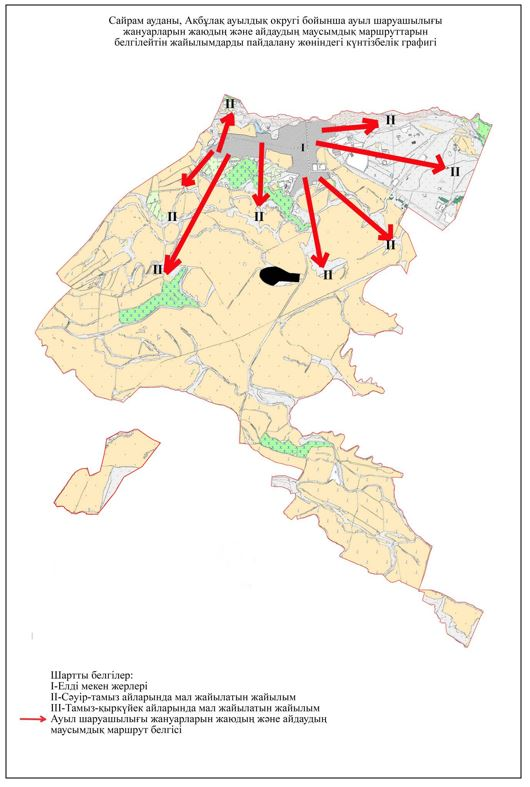 Сайрам ауданы, Ақбұлақ ауылдық округі бойынша ауыл шаруашылығы
жануарларын жаюдың және айдаудың маусымдық маршруттарын
белгілейтін жайылымдарды пайдалану жөніндегі күнтізбелік графигі
II
II
I
II
II
II
II
II
II
Шартты белгілер:
I-Елді мекен жерлері
II-Сәуір-тамыз айларында мал жайылатын жайылым
III-Тамыз-қыркүйек айларында мал жайылатын жайылым
Ауыл шаруашылығы жануарларын жаюдың және айдаудың
маусымдық маршрут белгісі